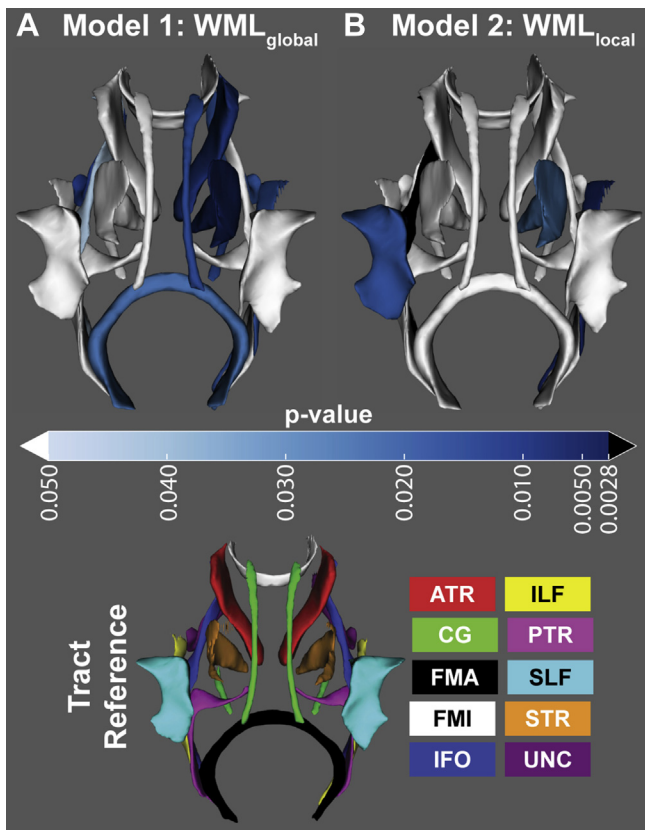 A Model 1: WMLglobal
B Model 2: WMLlocal
p-value
0.050
0.040
0.030
0.020
0.010
0.0050
0.0028
Tract
Reference
ATR ILF
CG PTR
FMA SLF
FMI STR
IFO UNC